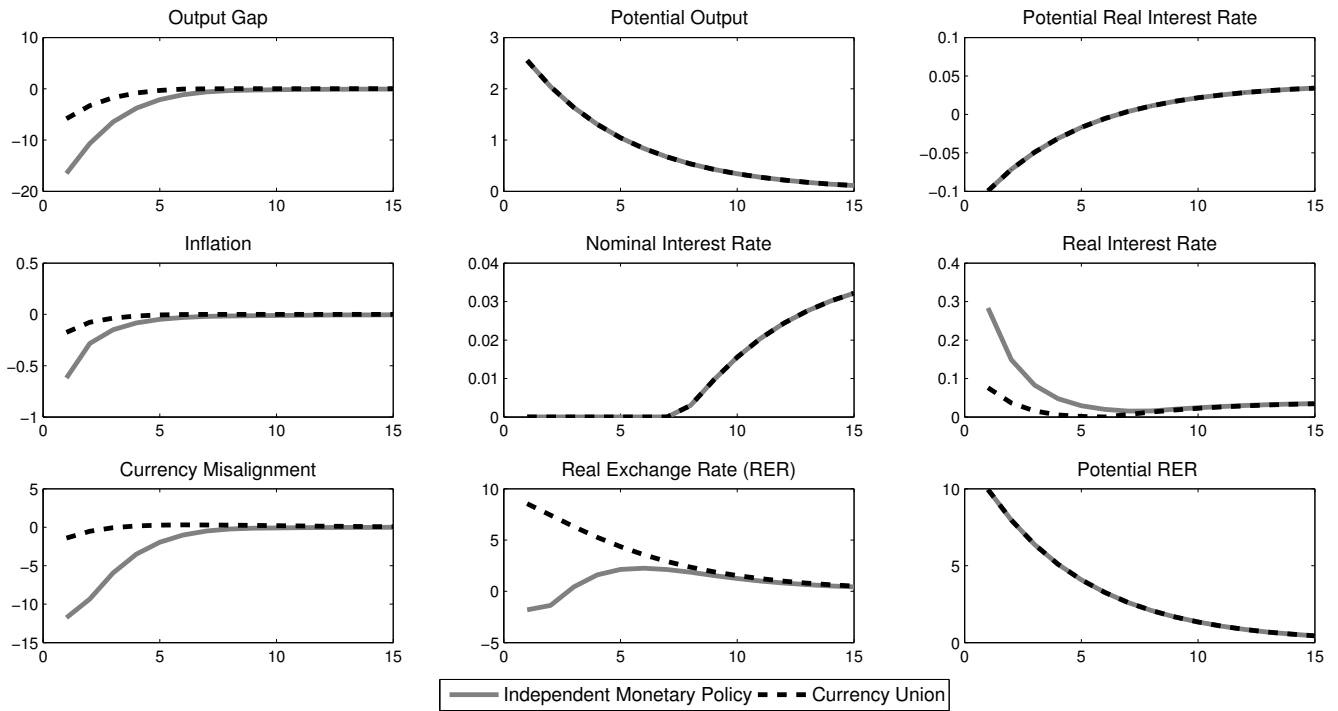 Output Gap
10
0
−10
−20
0 5 10 15
Potential Output
3
2
1
0
0 5 10 15
Potential Real Interest Rate
0.1
0.05
0
−0.05
−0.1
0 5 10 15
Inflation
0.5
0
−0.5
−1
0 5 10 15
Nominal Interest Rate
0.04
0.03
0.02
0.01
0
0 5 10 15
Real Interest Rate
0.4
0.3
0.2
0.1
0
0 5 10 15
Currency Misalignment
5
0
−5
−10
−15
0 5 10 15
Real Exchange Rate (RER)
10
5
0
−5
0 5 10 15
Potential RER
10
5
0
0 5 10 15
Independent Monetary Policy
Currency Union